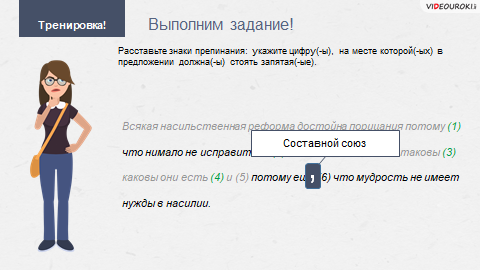 Тренировка!
Выполним задание!
VIDEOUROKI
Расставьте знаки препинания: укажите цифру(-ы), на месте которой(-ых) в
предложении должна(-ы) стоять запятая(-ые).
Всякая насильственная реформа достойна порицания потому (1)
что нимало не исправит таковы (3)
Составной союз
каковы они есть (4) и (5) потому ещ 6) что мудрость не имеет
,
нужды в насилии.